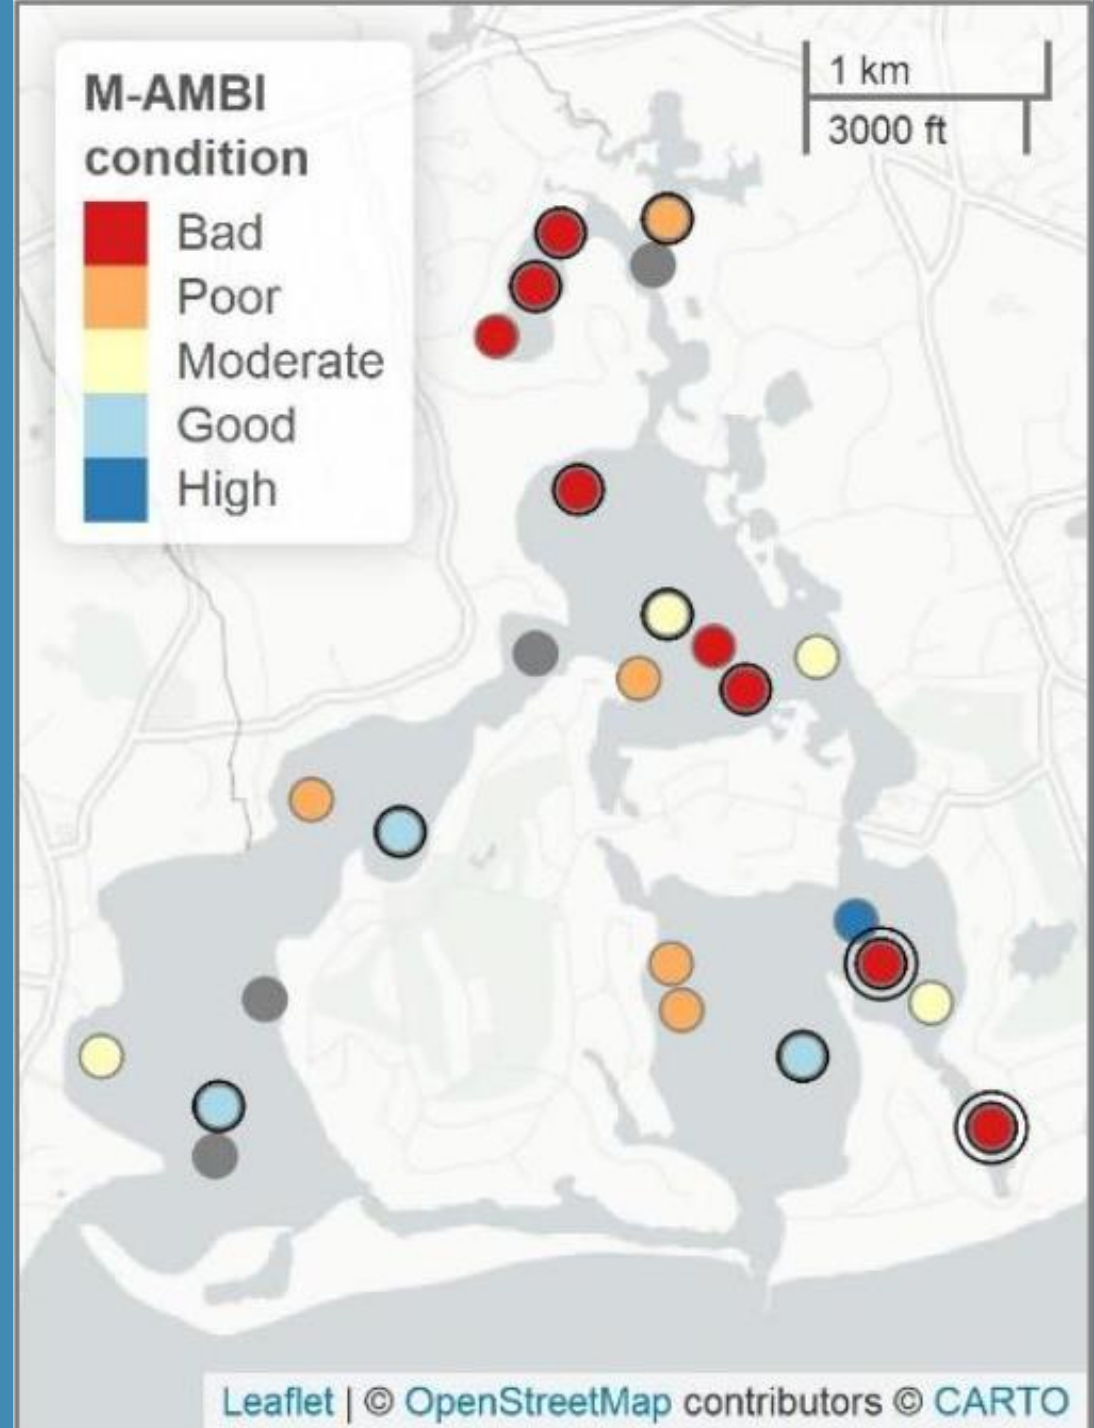 M-AMBI
condition
Bad
Poor
Moderate
Good
High
1 km
3000 ft
Leaflet | © OpenStreetMap contributors © CARTO